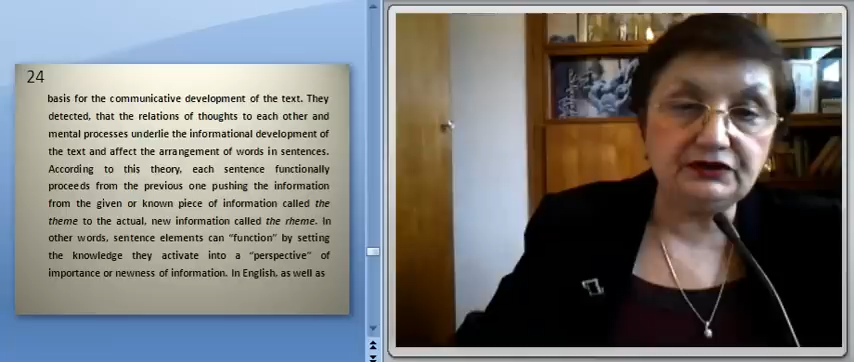 24
basis for the communicative development of the text. They
detected, that the relations of thoughts to each other and
mental processes underlie the informational development of
the text and affect the arrangement of words in sentences.
According to this theory, each sentence functionally
proceeds from the previous one pushing the information
from the given or known piece of information called the
theme to the actual, new information called the rheme. In
other words, sentence elements can “function” by setting
the knowledge they activate into a “perspective” of
importance or newness of information. In English, as well as